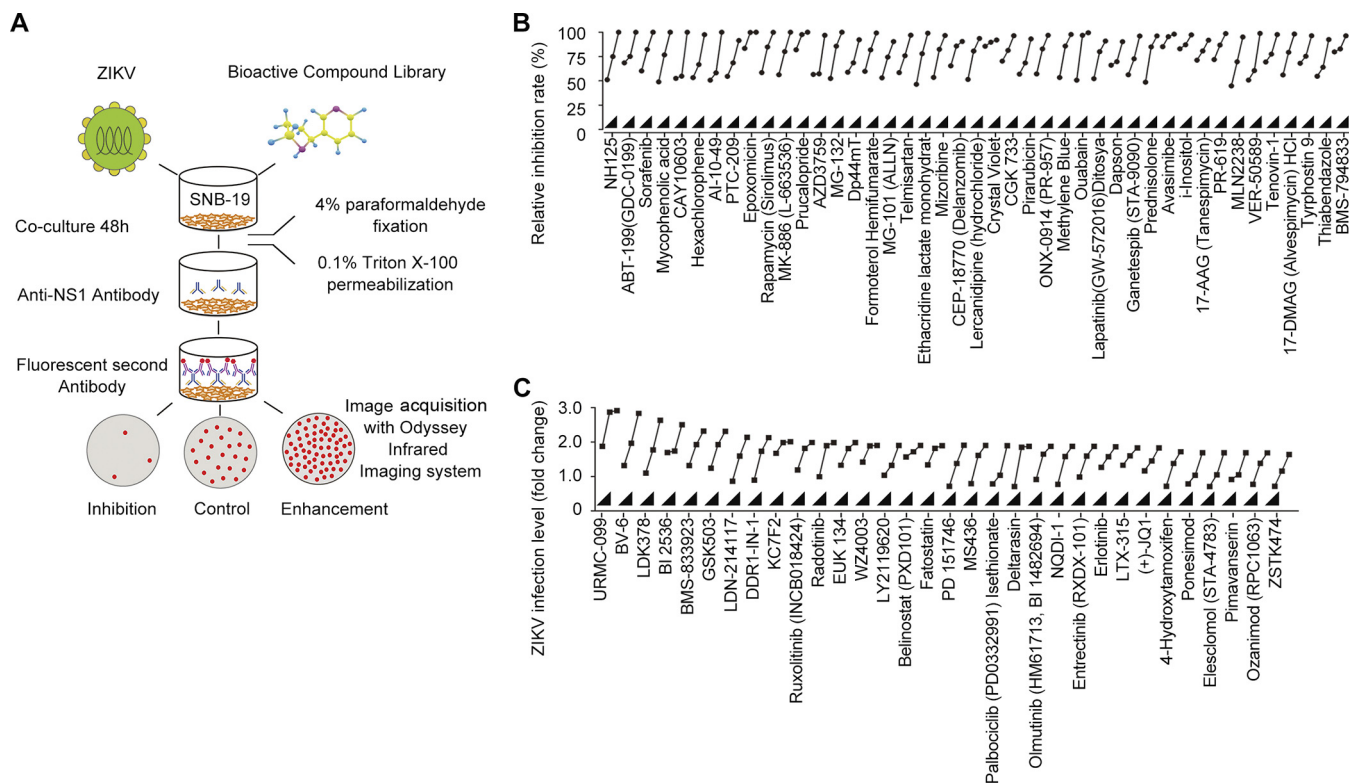 A
ZIKV
Bioactive Compound Library
SNB-19
Co-culture 48h
4% paraformaldehyde
fixation
0.1% Triton X-100
permeabilization
Anti-NS1 Antibody
Fluorescent second
Antibody
Image acquisition
with Odyssey
Infrared
Imaging system
Inhibition
Control
Enhancement
B
Relative inhibition rate (%)
100
75
50
25
0
NH125
ABT-199(GDC-0199)
Sorafenib
Mycophenolic acid
CAY10603
Hexachlorophene
AI-10-49
PTC-209
Epoxomicin
Rapamycin (Sirolimus)
MK-886 (L-663536)
Prucalopride
AZD3759
MG-132
Dp44mT
Formoterol Hemifumarate
MG-101 (ALLN)
Telmisartan
Ethacridine lactate monohydrat
Mizoribine
CEP-18770 (Delanzomib)
Lercanidipine (hydrochloride)
Crystal Violet
CGK 733
Pirarubicin
ONX-0914 (PR-957)
Methylene Blue
Ouabain
Lapatinib(GW-572016)Ditosya
Dapson
Ganetespib (STA-9090)
Prednisolone
Avasimibe
i-Inositol
17-AAG (Tanespimycin)
PR-619
MLN2238
VER-50589
Tenovin-1
17-DMAG (Alvespimycin) HCl
Tyrphostin 9
Thiabendazole
BMS-794833
C
ZIKV infection level (fold change)
3.0
2.0
1.0
0
URMC-099
BV-6
LDK378
BI 2536
BMS-833923
GSK503
LDN-214117
DDR1-IN-1
KC7F2
Ruxolitinib (INCB018424)
Radotinib
EUK 134
WZ4003
LY2119620
Belinostat (PXD101)
Fatostatin
PD 151746
MS436
Palbociclib (PD0332991) Isethionate
Deltarasin
Olmutinib (HM61713, BI 1482694)
NQDI-1
Entrectinib (RXDX-101)
Erlotinib
LTX-315
(+)-JQ1
4-Hydroxytamoxifen
Ponesimod
Elesclomol (STA-4783)
Pimavanserin
Ozanimod (RPC1063)
ZSTK474